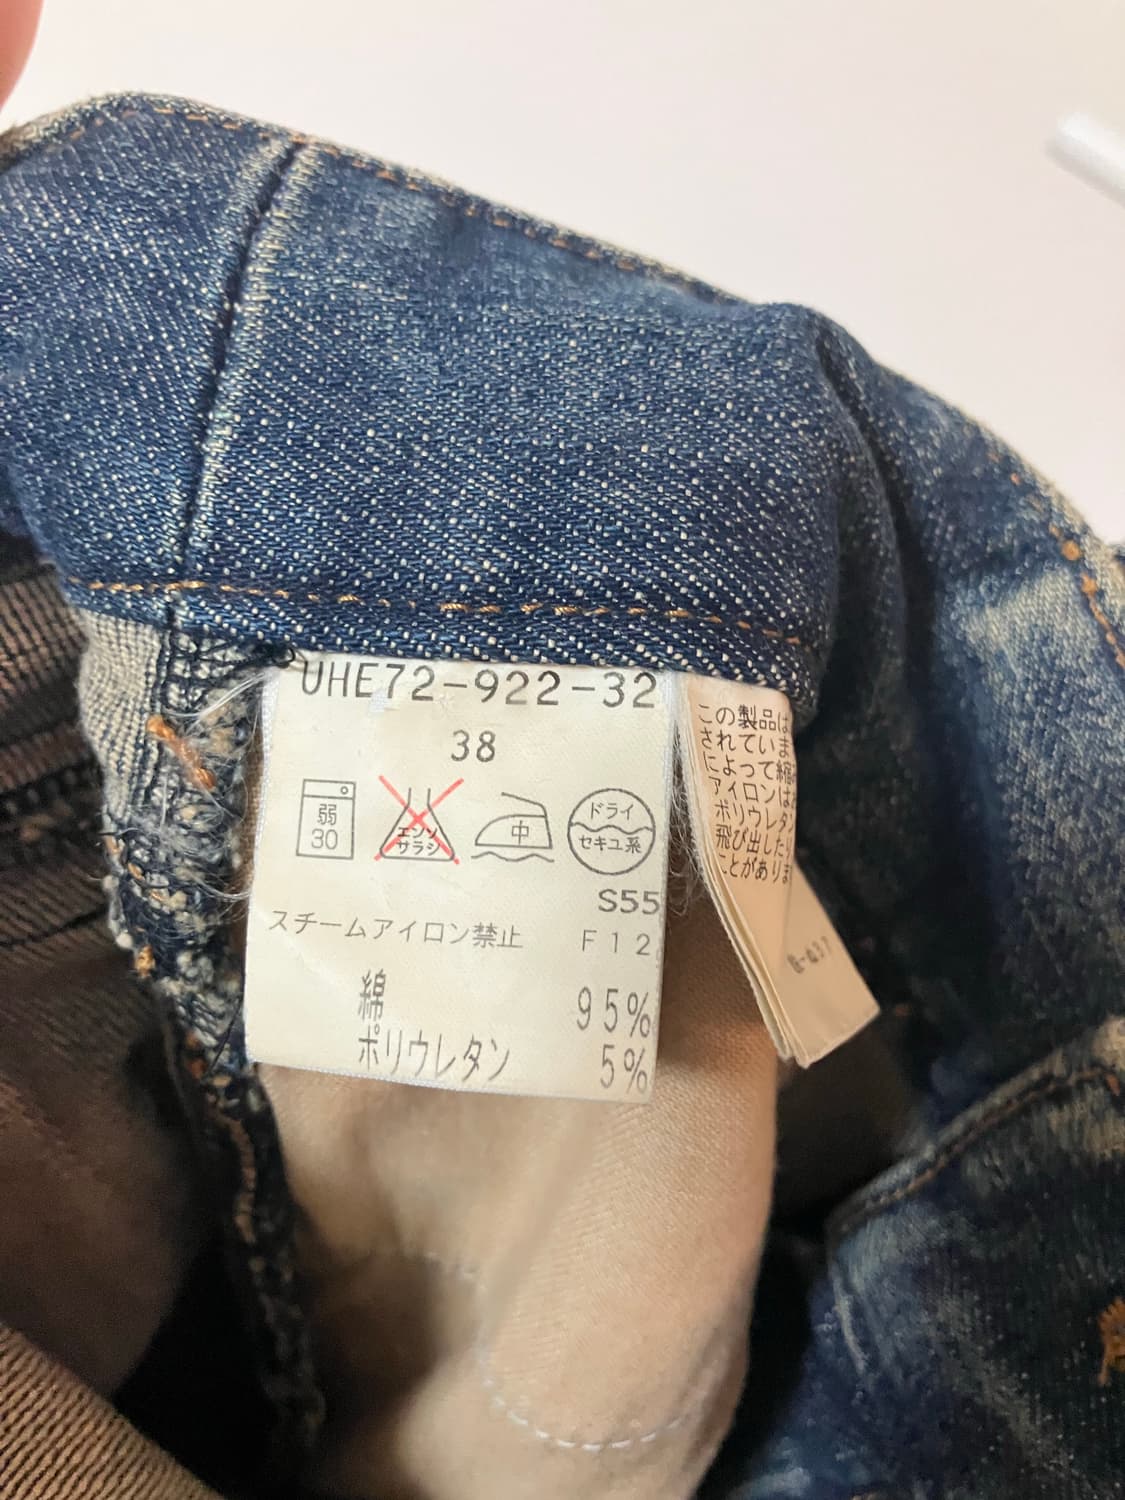 UHE72-922-32
38
弱
30
エンソ
サラシ
中
ドライ
セキユ系
S55
スチームアイロン禁止 F12
綿 95%
ポリウレタン 5%
この製品は
されていま
によって縮
アイロンは
ポリウレタン
飛び出した
ことがありま